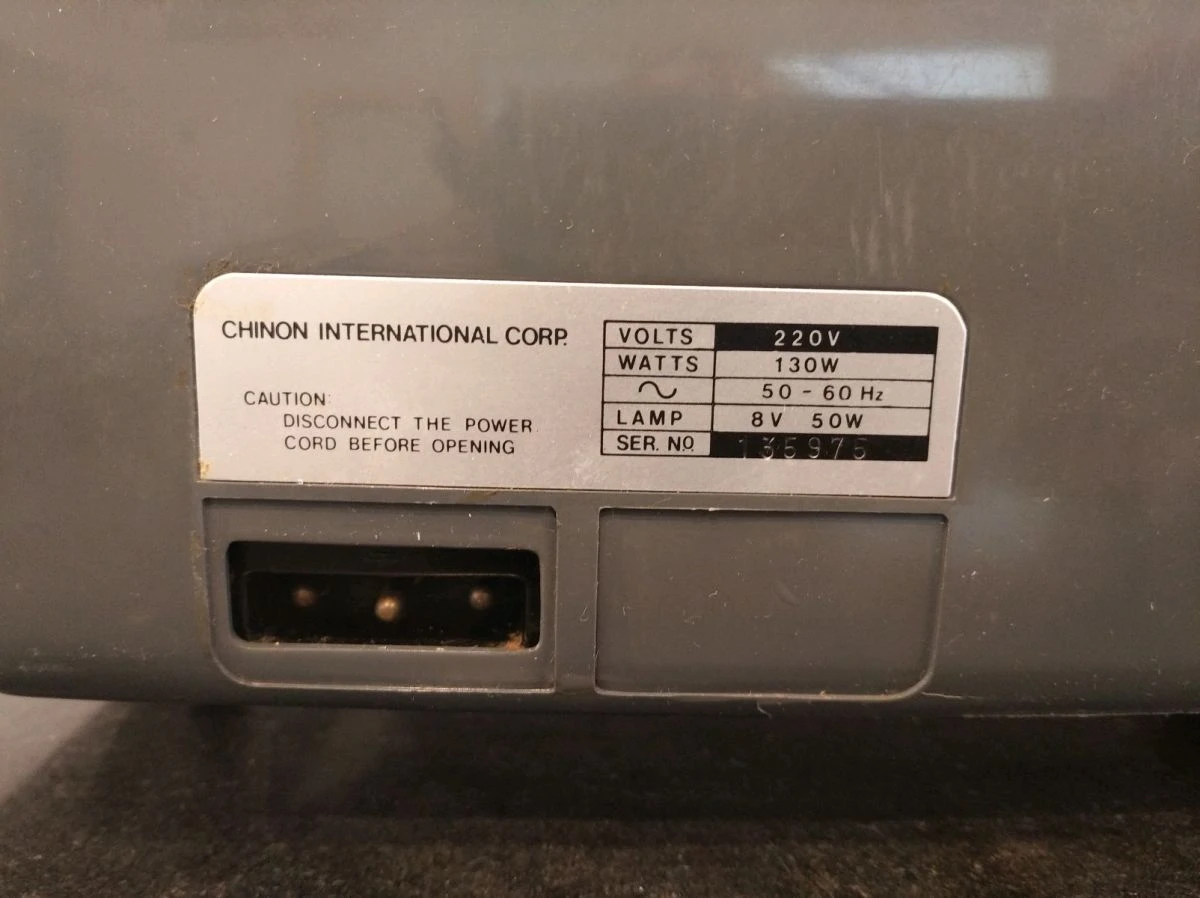 CHINON INTERNATIONAL CORP.
CAUTION:
DISCONNECT THE POWER
CORD BEFORE OPENING
VOLTS 220V
WATTS 130W
∿ 50 - 60 Hz
LAMP 8V 50W
SER. NO. 135975